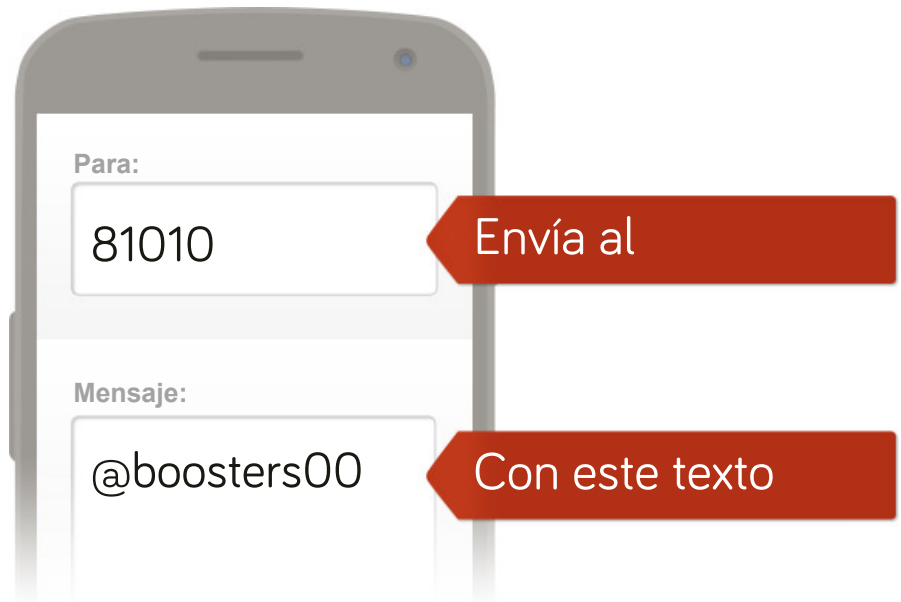 Para:
81010
Envía al
Mensaje:
@boosters00
Con este texto